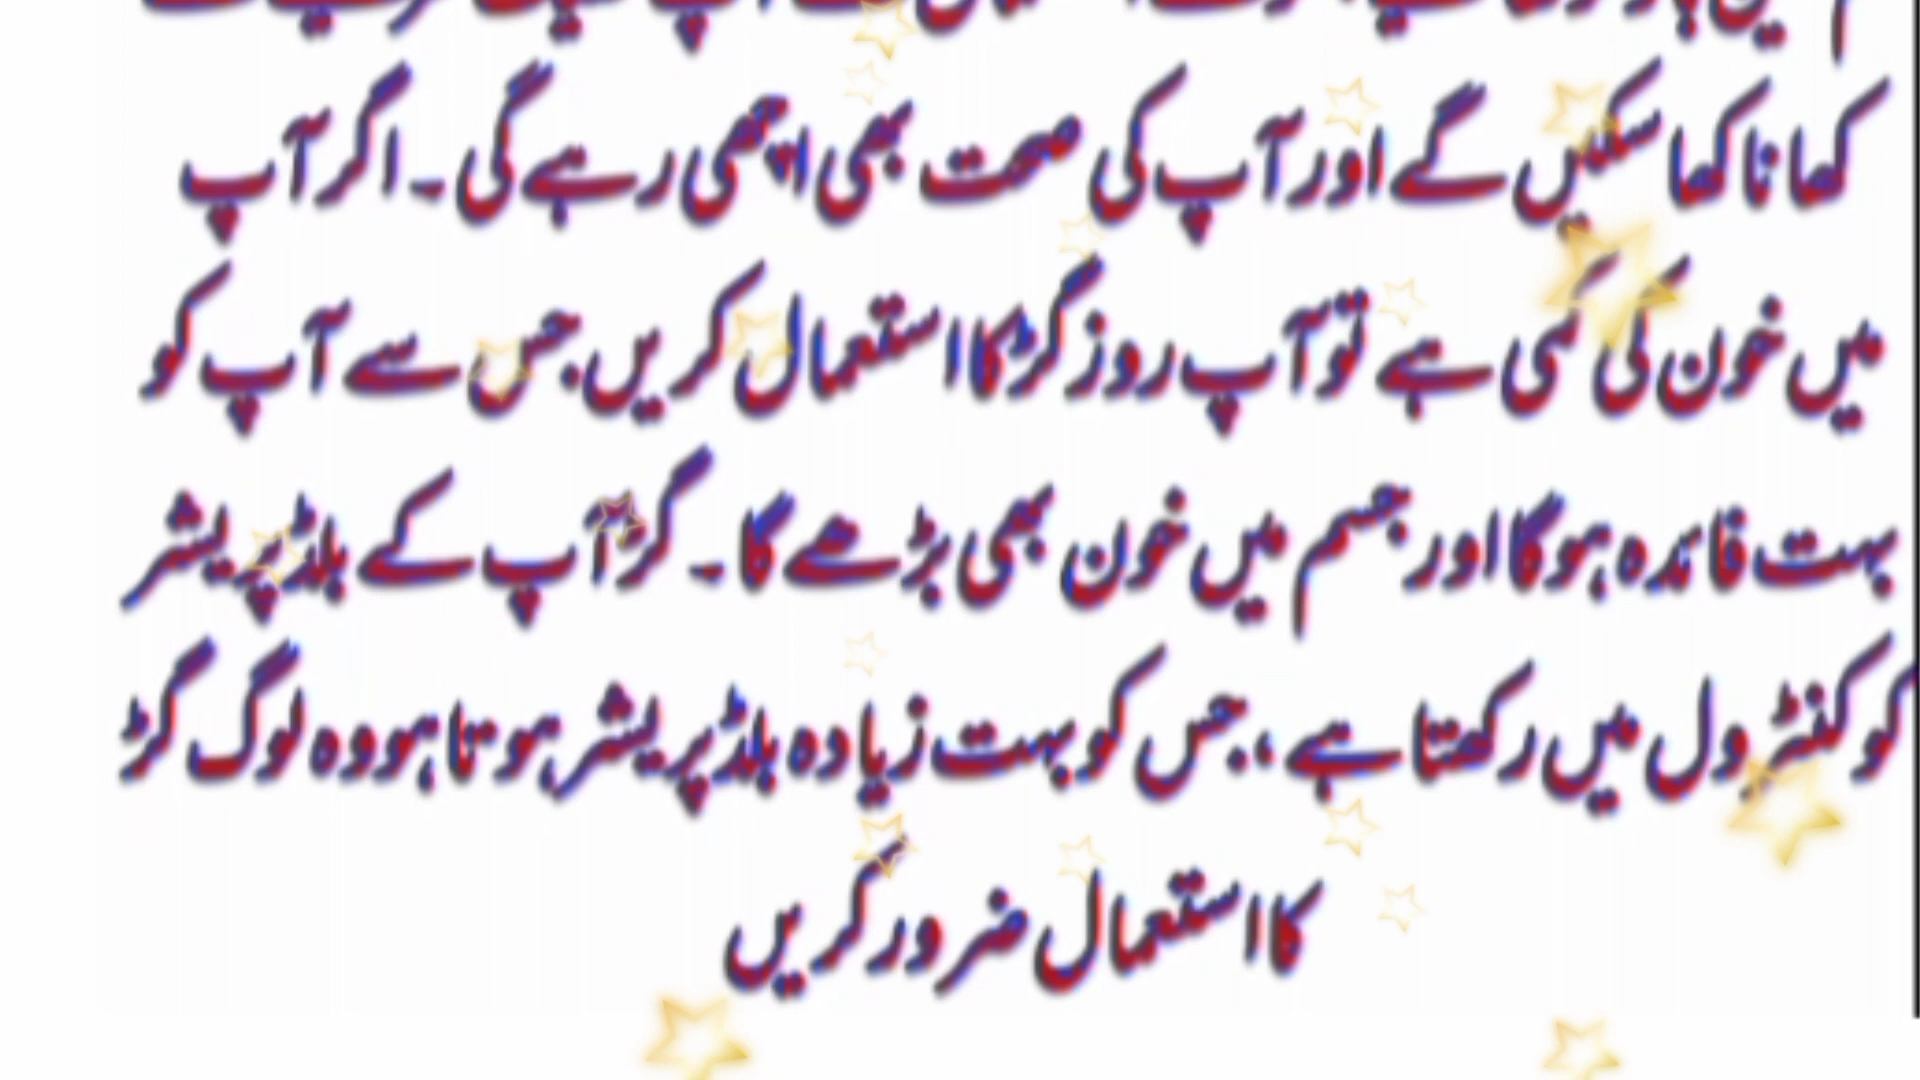 کھانا کھا سکیں گے اور آپ کی صحت بھی اچھی رہے گی۔ اگر آپ
میں خون کی کمی ہے تو آپ روز گڑ کا استعمال کریں جس سے آپ کو
بہت فائدہ ہو گا اور جسم میں خون بھی بڑھے گا۔ گڑ آپ کے بلڈ پریشر
کو کنٹرول میں رکھتا ہے ،،جس کو بہت زیادہ بلڈ پریشر ہوتا ہو وہ لوگ گڑ
کا استعمال ضرور کریں